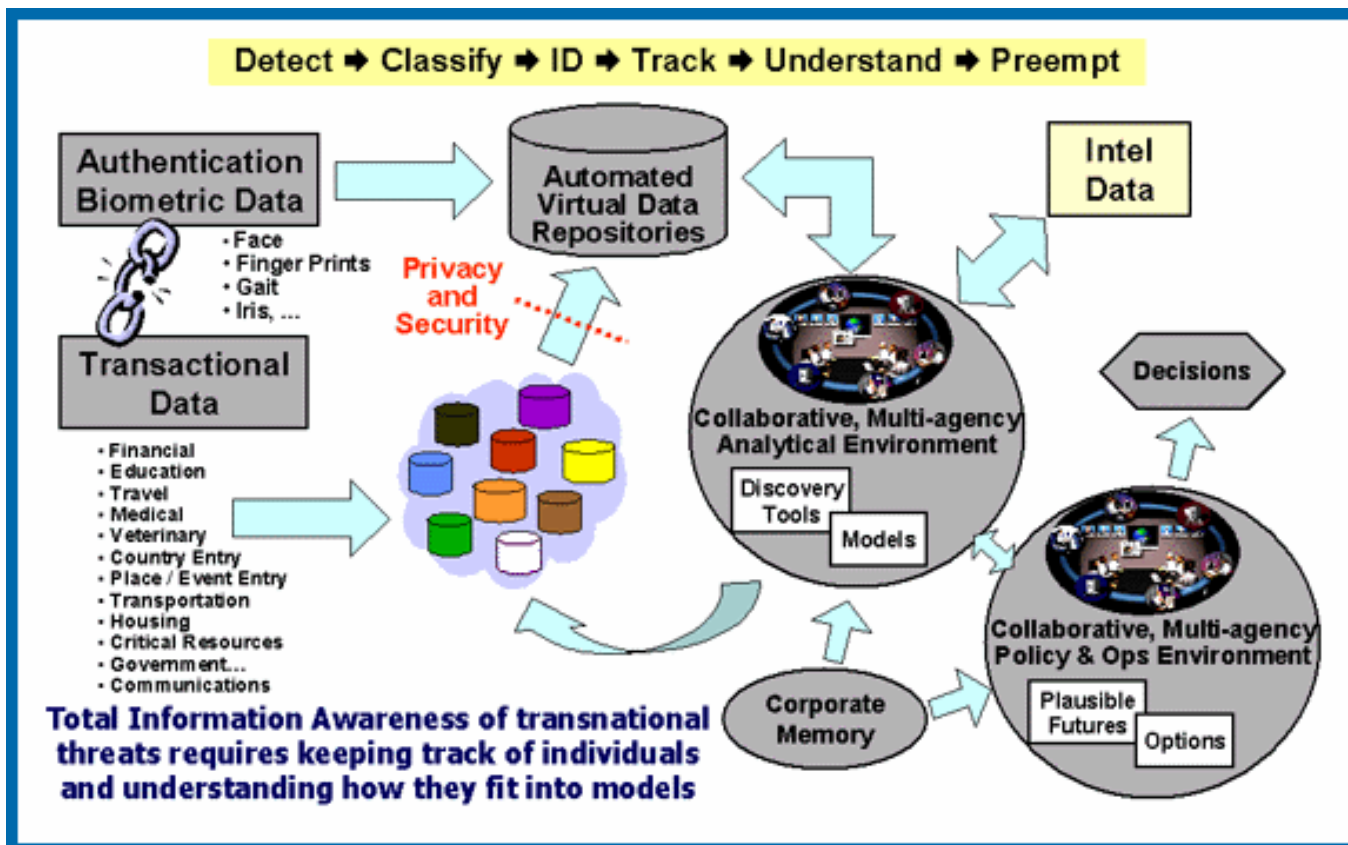 Detect ➔ Classify ➔ ID ➔ Track ➔ Understand ➔ Preempt
Authentication
Biometric Data
• Face
• Finger Prints
• Gait
• Iris, ...
Transactional
Data
• Financial
• Education
• Travel
• Medical
• Veterinary
• Country Entry
• Place / Event Entry
• Transportation
• Housing
• Critical Resources
• Government...
• Communications
Automated
Virtual Data
Repositories
Privacy
and
Security
Intel
Data
Collaborative, Multi-agency
Analytical Environment
Discovery
Tools
Models
Decisions
Collaborative, Multi-agency
Policy & Ops Environment
Plausible
Futures
Options
Corporate
Memory
Total Information Awareness of transnational
threats requires keeping track of individuals
and understanding how they fit into models